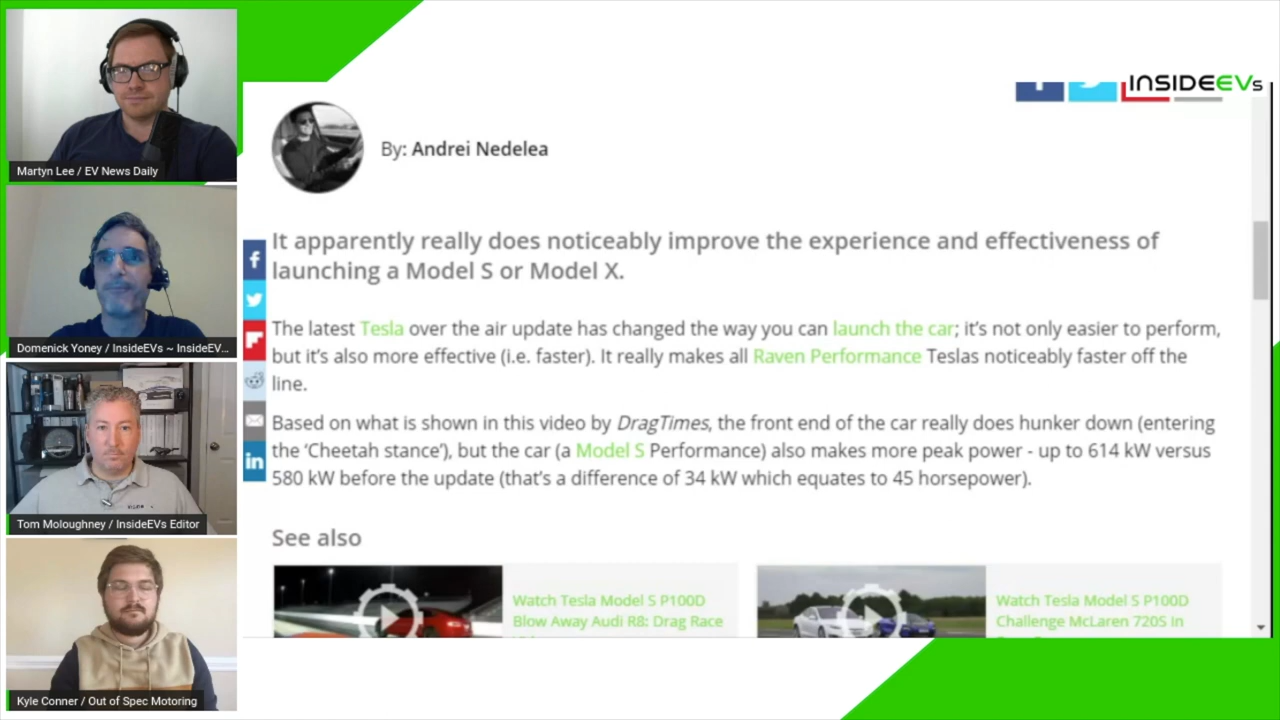 Martyn Lee / EV News Daily
Domenick Yoney / InsideEVs ~ InsideEV...
Tom Moloughney / InsideEVs Editor
Kyle Conner / Out of Spec Motoring
INSIDEEVs
By: Andrei Nedelea
It apparently really does noticeably improve the experience and effectiveness of
launching a Model S or Model X.
The latest Tesla over the air update has changed the way you can launch the car; it's not only easier to perform,
but it's also more effective (i.e. faster). It really makes all Raven Performance Teslas noticeably faster off the
line.
Based on what is shown in this video by DragTimes, the front end of the car really does hunker down (entering
the 'Cheetah stance'), but the car (a Model S Performance) also makes more peak power - up to 614 kW versus
580 kW before the update (that's a difference of 34 kW which equates to 45 horsepower).
See also
Watch Tesla Model S P100D
Blow Away Audi R8: Drag Race
Watch Tesla Model S P100D
Challenge McLaren 720S In